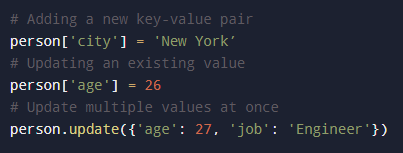 # Adding a new key-value pair
person['city'] = 'New York’
# Updating an existing value
person['age'] = 26
# Update multiple values at once
person.update({'age': 27, 'job': 'Engineer'})